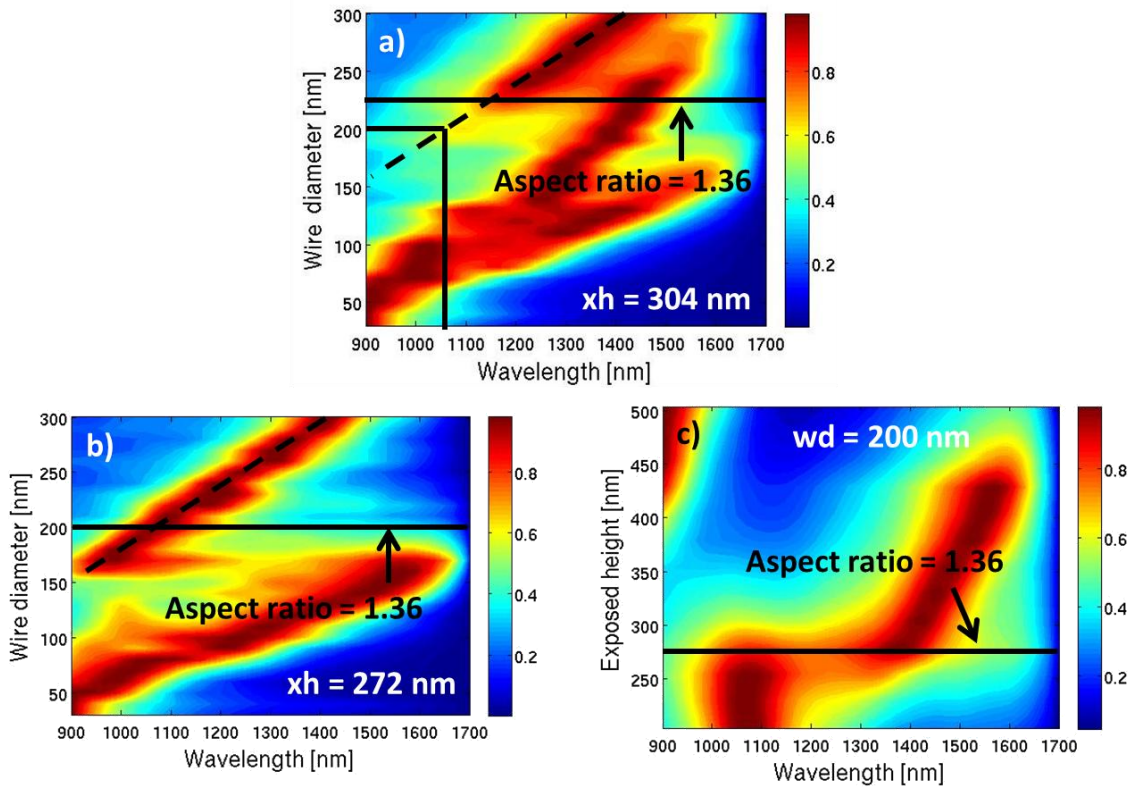 a)
Wire diameter [nm]
300
250
200
150
100
50
Aspect ratio = 1.36
xh = 304 nm
900 1000 1100 1200 1300 1400 1500 1600 1700
Wavelength [nm]
0.8
0.6
0.4
0.2
b)
Wire diameter [nm]
300
250
200
150
100
50
Aspect ratio = 1.36
xh = 272 nm
900 1000 1100 1200 1300 1400 1500 1600 1700
Wavelength [nm]
0.8
0.6
0.4
0.2
c)
wd = 200 nm
Exposed height [nm]
500
450
400
350
300
250
Aspect ratio = 1.36
900 1000 1100 1200 1300 1400 1500 1600 1700
Wavelength [nm]
0.8
0.6
0.4
0.2